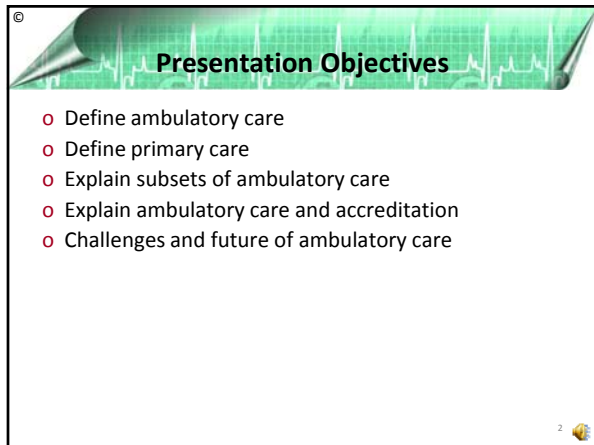 ©
Presentation Objectives
o Define ambulatory care
o Define primary care
o Explain subsets of ambulatory care
o Explain ambulatory care and accreditation
o Challenges and future of ambulatory care
2